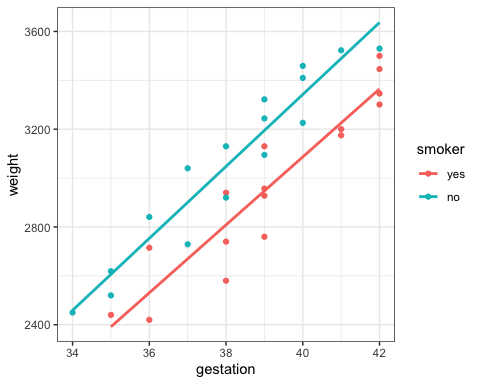 3600
3200
2800
2400
weight
34 36 38 40 42
gestation
smoker
yes
no